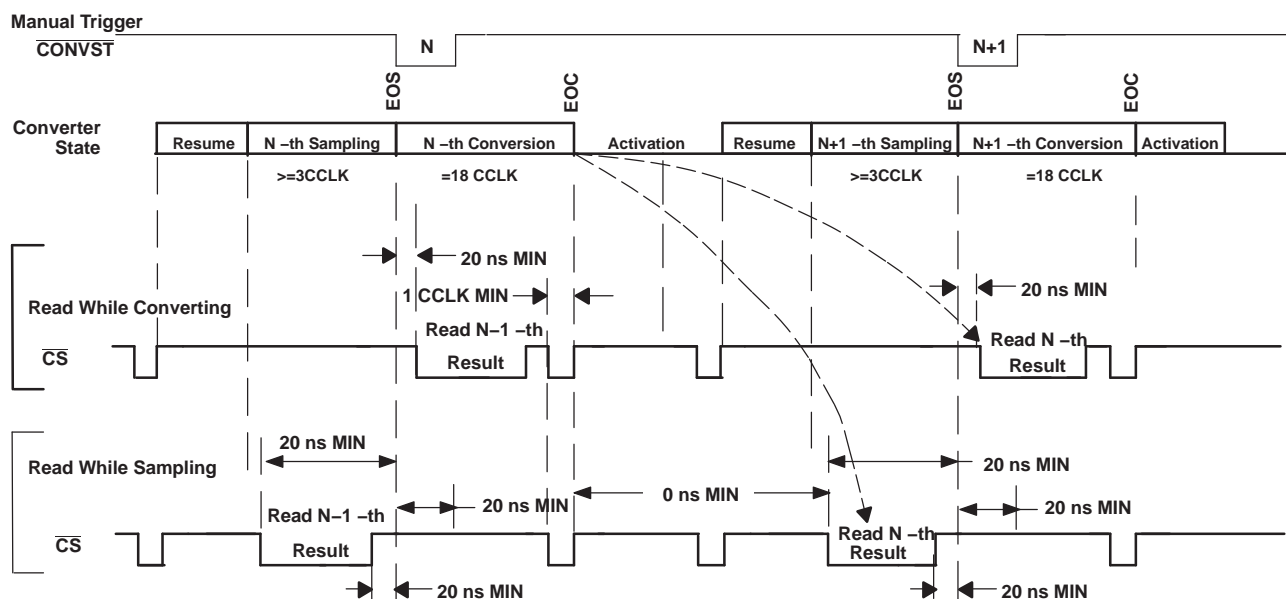 Manual Trigger
CONVST
N
N+1
EOS
EOC
EOS
EOC
Converter
State
Resume
N –th Sampling
N –th Conversion
Activation
Resume
N+1 –th Sampling
N+1 –th Conversion
Activation
>=3CCLK
=18 CCLK
>=3CCLK
=18 CCLK
20 ns MIN
20 ns MIN
1 CCLK MIN
Read While Converting
Read N–1 –th
Result
Read N –th
Result
CS
20 ns MIN
Read While Sampling
20 ns MIN
0 ns MIN
20 ns MIN
20 ns MIN
Read N–1 –th
Result
Read N –th
Result
CS
20 ns MIN
20 ns MIN